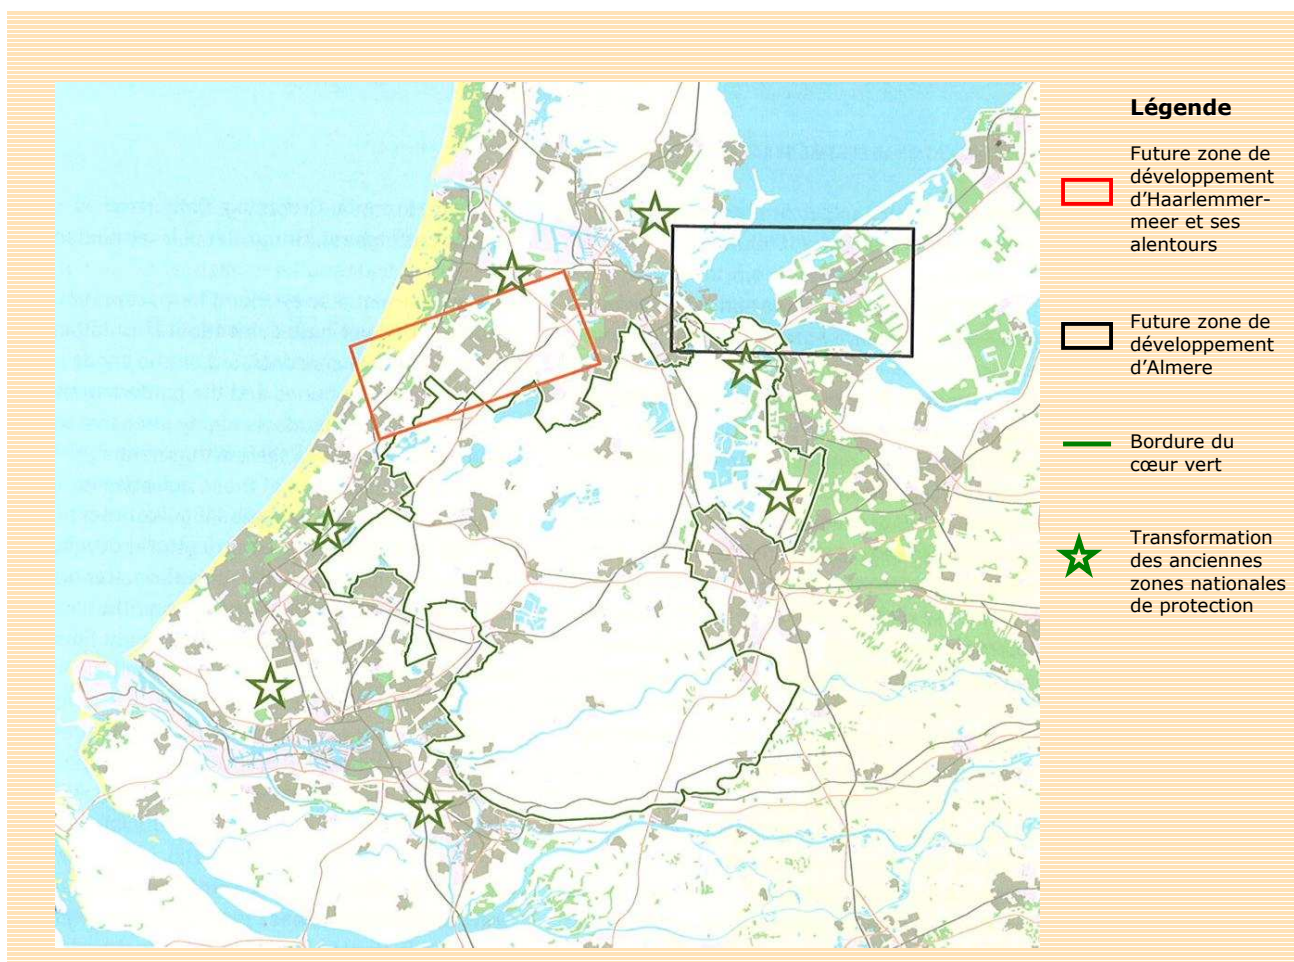 Légende
Future zone de
développement
d’Haarlemmer-
meer et ses
alentours
Future zone de
développement
d’Almere
Bordure du
cœur vert
Transformation
des anciennes
zones nationales
de protection